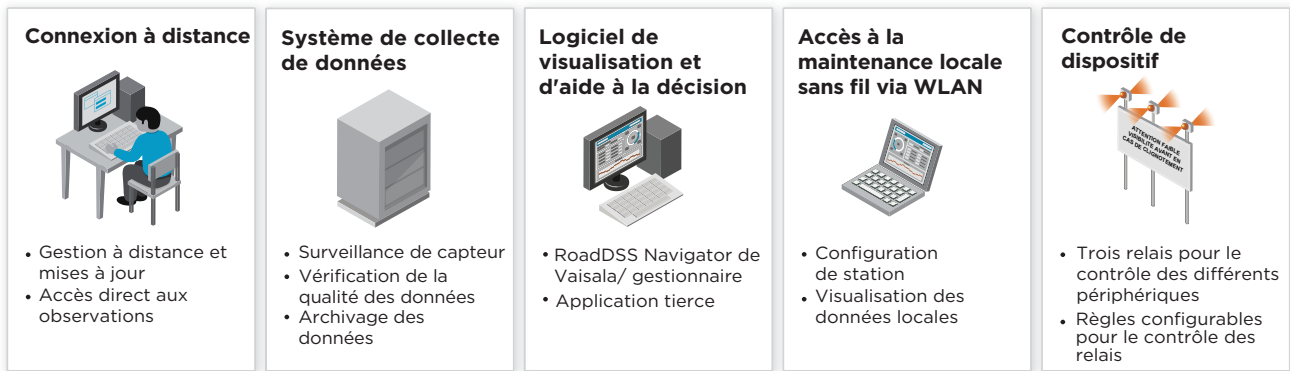 Connexion à distance
• Gestion à distance et
mises à jour
• Accès direct aux
observations
Système de collecte
de données
• Surveillance de capteur
• Vérification de la
qualité des données
• Archivage des
données
Logiciel de
visualisation et
d'aide à la décision
• RoadDSS Navigator de
Vaisala/ gestionnaire
• Application tierce
Accès à la
maintenance locale
sans fil via WLAN
• Configuration
de station
• Visualisation des
données locales
Contrôle de
dispositif
ATTENTION FAIBLE
VISIBILITE AVANT EN
CAS DE CLIGNOTEMENT
• Trois relais pour le
contrôle des différents
périphériques
• Règles configurables
pour le contrôle des
relais